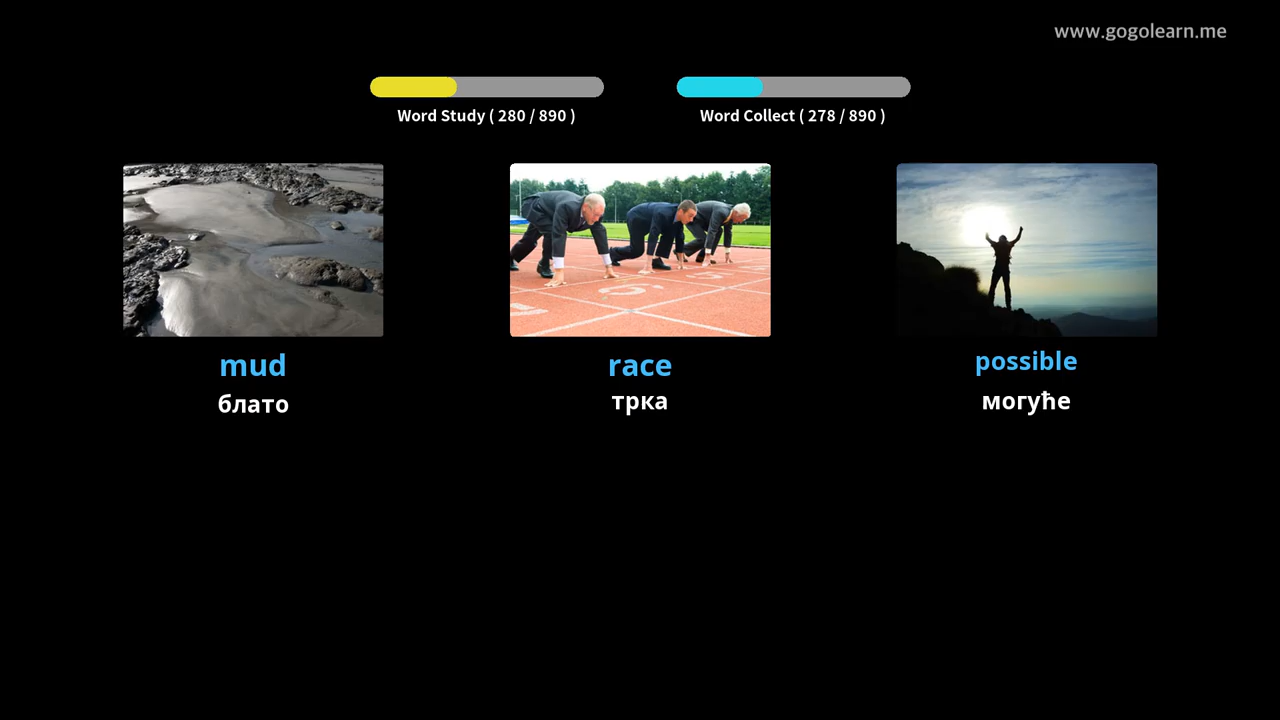 www.gogolearn.me
Word Study ( 280 / 890 )
Word Collect ( 278 / 890 )
mud
race
possible
блато
трка
могуће